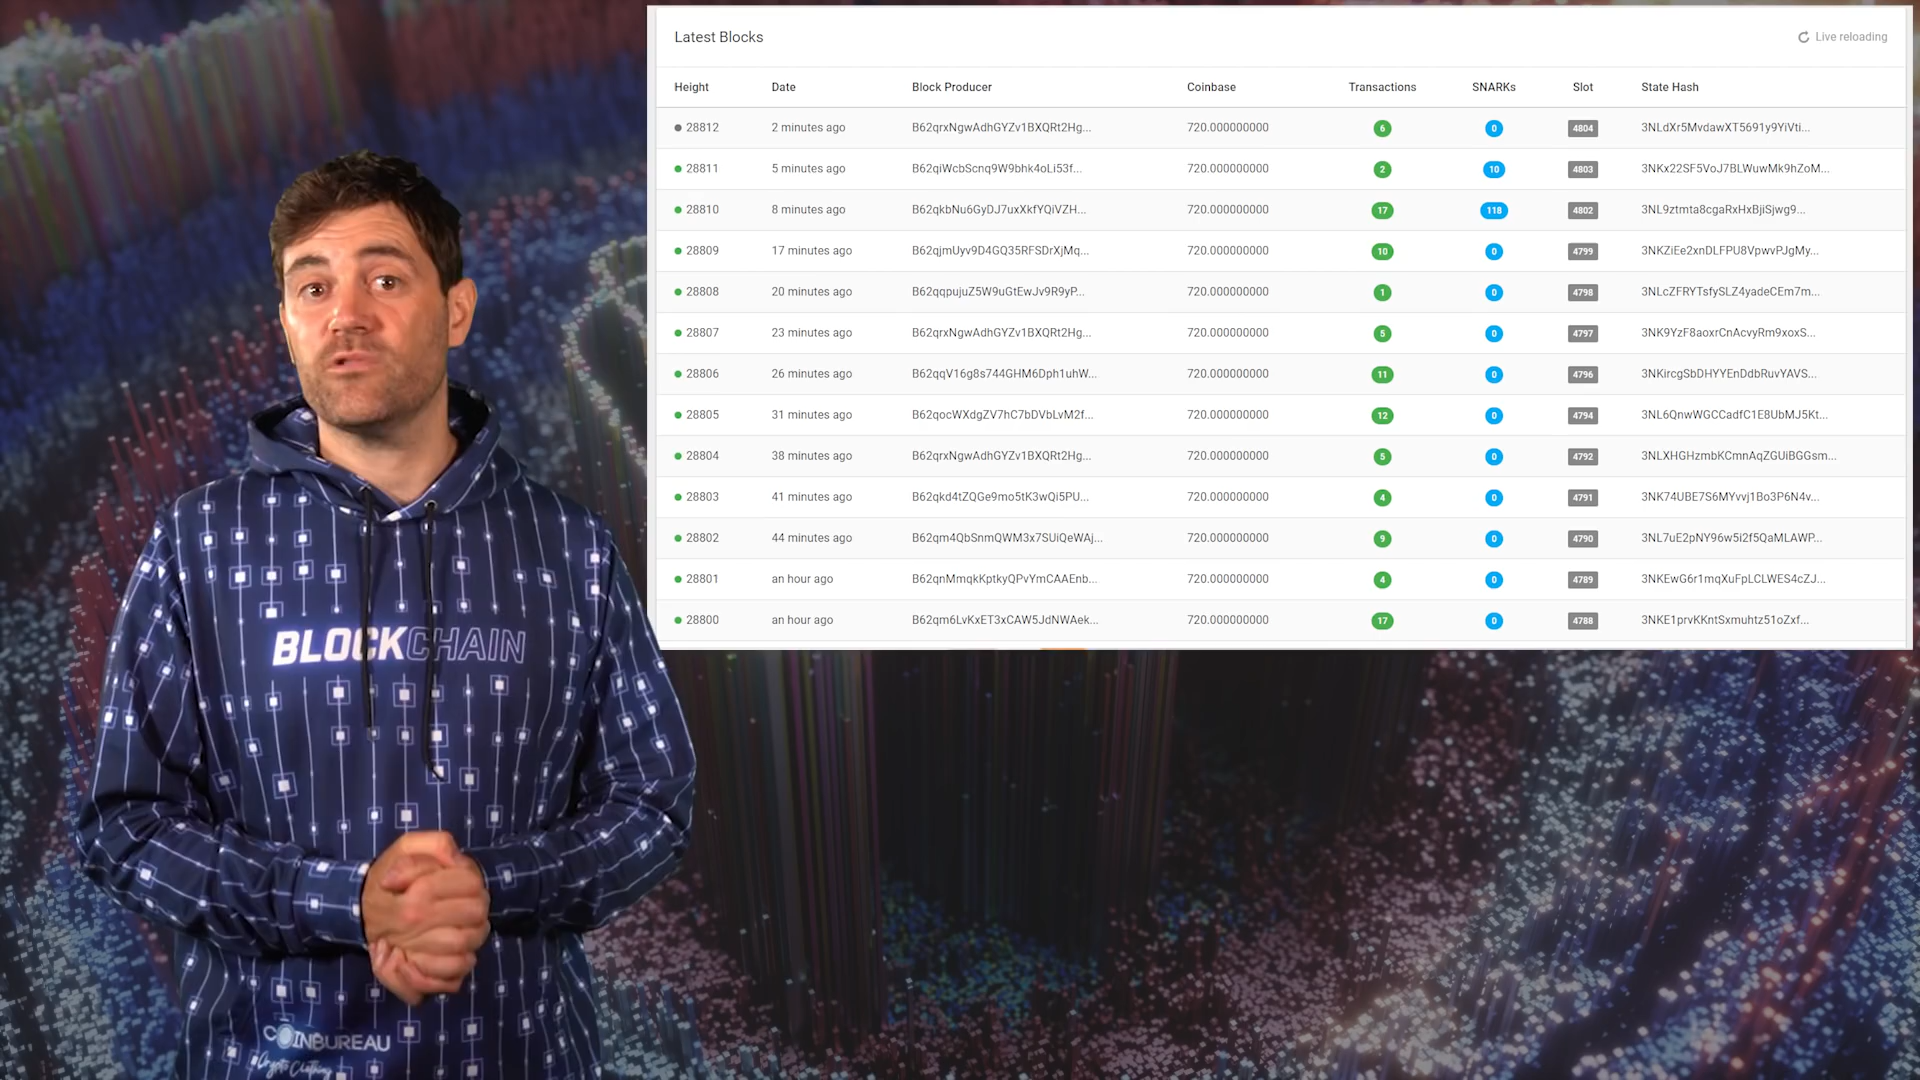 Latest Blocks
Live reloading
Height Date Block Producer Coinbase Transactions SNARKs Slot State Hash
28812 2 minutes ago B62qrxNgwAdhGYZv1BXQRt2Hg... 720.000000000 6 0 4804 3NLdXr5MvdawXT5691y9YiVti...
28811 5 minutes ago B62qiWcbScnq9W9bhk4oLi53f... 720.000000000 2 10 4803 3NKx22SF5VoJ7BLWuwMk9hZoM...
28810 8 minutes ago B62qkbNu6GyDJ7uxXkfYQiVZH... 720.000000000 17 118 4802 3NL9ztmta8cgaRxHxBjiSjwg9...
28809 17 minutes ago B62qjmUyv9D4GQ35RFSDrXjMq... 720.000000000 10 0 4799 3NKZiEe2xnDLFPU8VpwvPJgMy...
28808 20 minutes ago B62qqpujuZ5W9uGtEwJv9R9yP... 720.000000000 1 0 4798 3NLcZFRYTsfySLZ4yadeCEm7m...
28807 23 minutes ago B62qrxNgwAdhGYZv1BXQRt2Hg... 720.000000000 5 0 4797 3NK9YzF8aoxrCnAcvyRm9xoxS...
28806 26 minutes ago B62qqV16g8s744GHM6Dph1uhW... 720.000000000 11 0 4796 3NKircgSbDHYYEnDdbRuvYAVS...
28805 31 minutes ago B62qocWXdgZV7hC7bDVbLvM2f... 720.000000000 12 0 4794 3NL6QnwWGCCadfC1E8UbMJ5Kt...
28804 38 minutes ago B62qrxNgwAdhGYZv1BXQRt2Hg... 720.000000000 5 0 4792 3NLXHGHzmbKCmnAqZGUiBGGsm...
28803 41 minutes ago B62qkd4tZQGe9mo5tK3wQi5PU... 720.000000000 4 0 4791 3NK74UBE7S6MYvvj1Bo3P6N4v...
28802 44 minutes ago B62qm4QbSnmQWM3x7SUiQeWAj... 720.000000000 9 0 4790 3NL7uE2pNY96w5i2f5QaMLAWP...
28801 an hour ago B62qnMmqkKptkyQPvYmCAAEnb... 720.000000000 4 0 4789 3NKEwG6r1mqXuFpLCLWES4cZJ...
28800 an hour ago B62qm6LvKxET3xCAW5JdNWAek... 720.000000000 17 0 4788 3NKE1prvKKntSxmuhtz51oZxf...
BLOCKCHAIN
COINBUREAU
Crypto Clothing